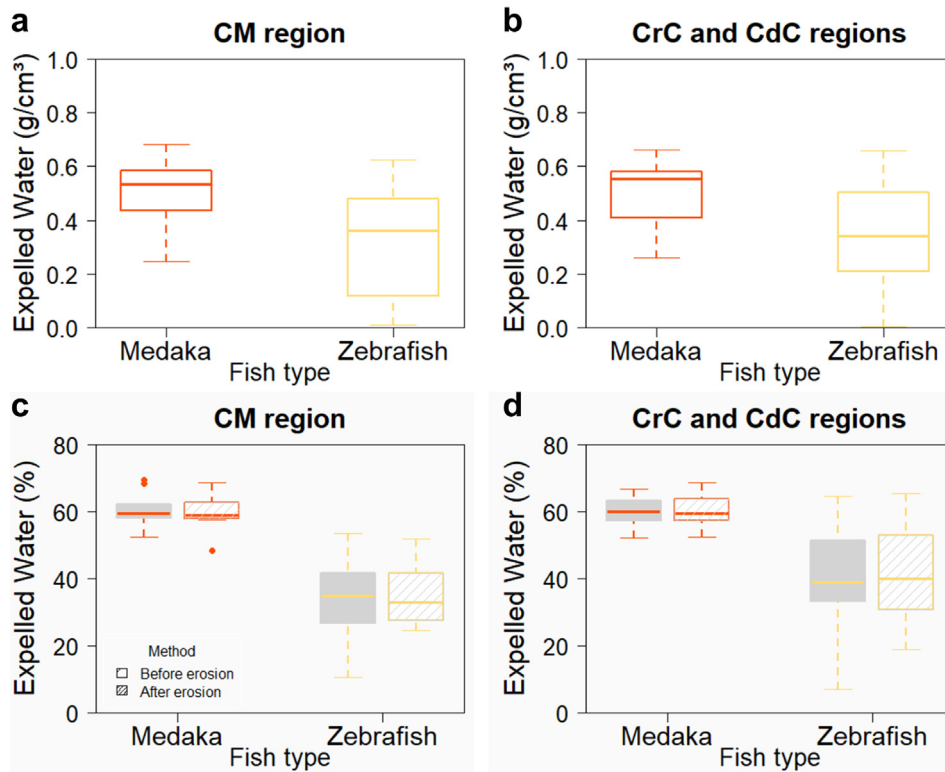 a
CM region
Expelled Water (g/cm³)
1.0
0.8
0.6
0.4
0.2
0.0
Medaka
Zebrafish
Fish type
b
CrC and CdC regions
Expelled Water (g/cm³)
1.0
0.8
0.6
0.4
0.2
0.0
Medaka
Zebrafish
Fish type
c
CM region
Expelled Water (%)
80
60
40
20
0
Method
Before erosion
After erosion
Medaka
Zebrafish
Fish type
d
CrC and CdC regions
Expelled Water (%)
80
60
40
20
0
Medaka
Zebrafish
Fish type